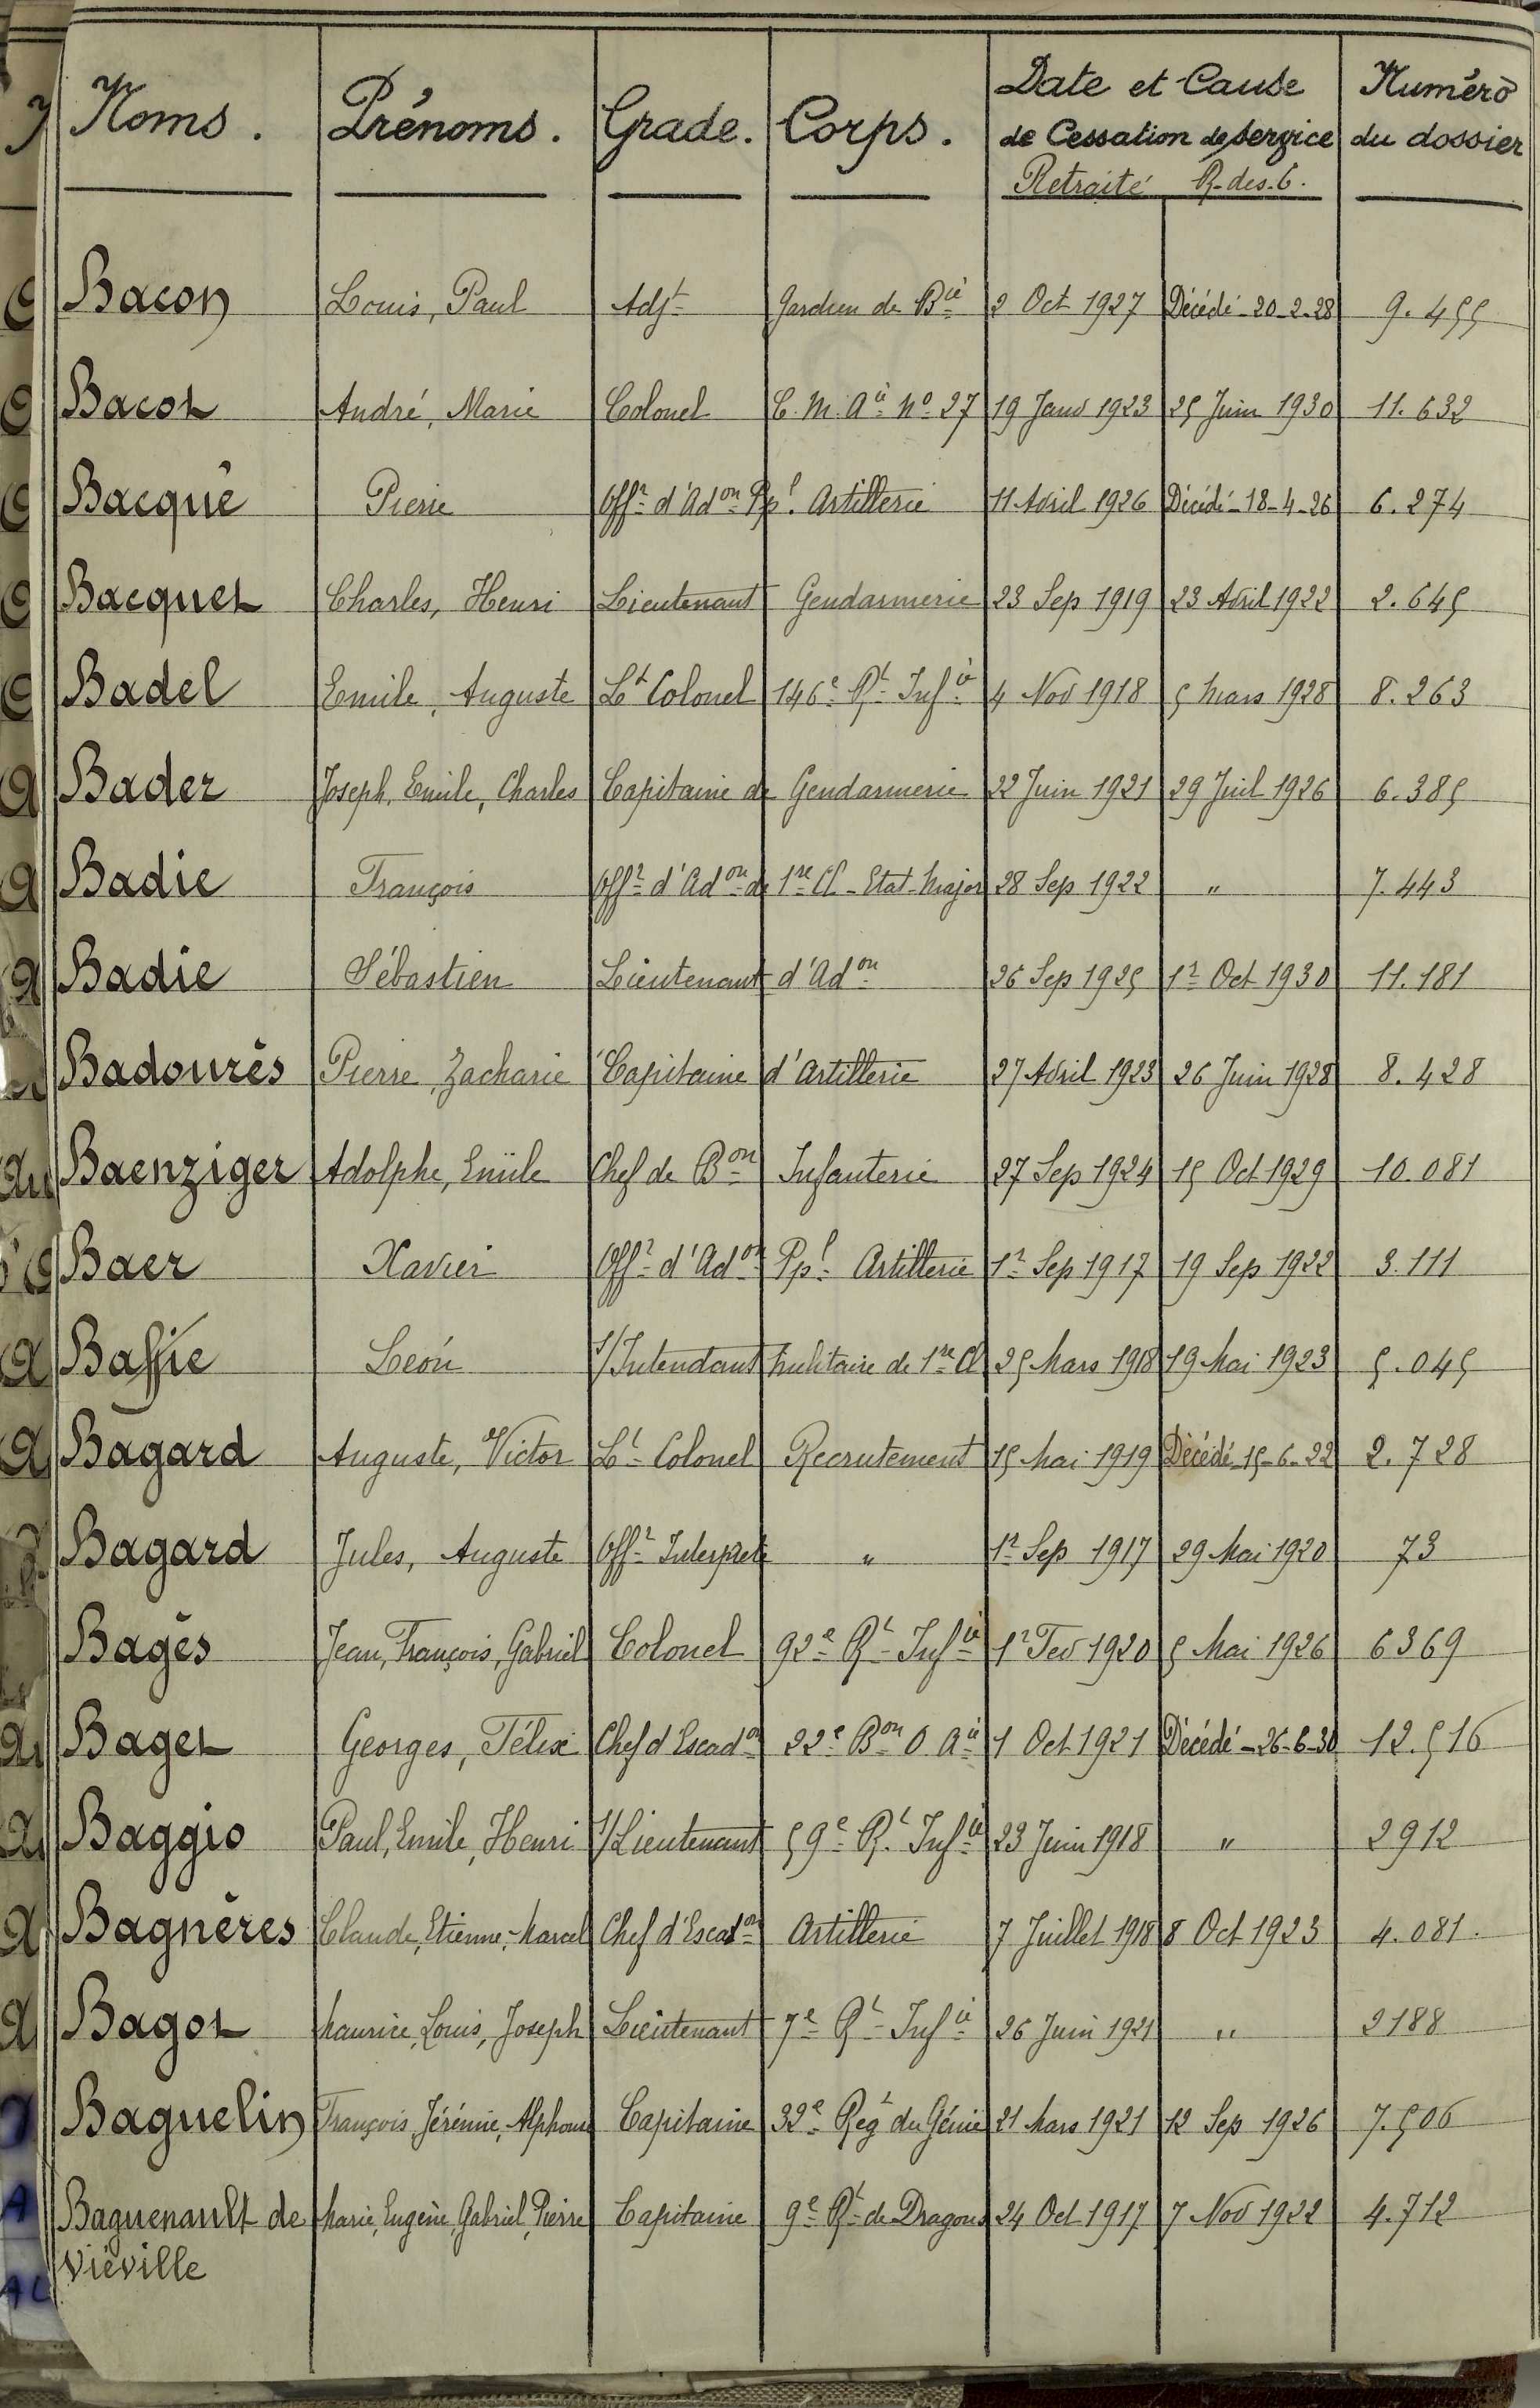 Noms. Prénoms. Grade. Corps. Date et Cause de Cessation de Service Numéro du dossier
Retraité R. des. C.
Bacon Louis, Paul Adjt Gardien de Bie 2 Oct 1927 Décédé-20-2-28 9.455
Bacot André, Marie Colonel C.M.Aie No 27 19 Janv 1923 25 Juin 1930 11.632
Bacqué Pierre Offr d'Adon Ppl Artillerie 11 Avril 1926 Décédé-18-4-26 6.274
Bacquet Charles, Henri Lieutenant Gendarmerie 23 Sep 1919 23 Avril 1922 2.645
Badel Emile, Auguste Lt Colonel 146e Rt Infie 4 Nov 1918 5 Mars 1928 8.263
Bader Joseph, Emile, Charles Capitaine de Gendarmerie 22 Juin 1921 29 Juil 1926 6.385
Badie François Offr d'Adon de 1re Cl-Etat-Major 28 Sep 1922 " 7.443
Badie Sébastien Lieutenant d'Adon 26 Sep 1925 1r Oct 1930 11.181
Badourès Pierre, Zacharie Capitaine d'Artillerie 27 Avril 1923 26 Juin 1928 8.428
Baenziger Adolphe, Emile Chef de Bon Infanterie 27 Sep 1924 15 Oct 1929 10.081
Baer Xavier Offr d'Adon Ppl Artillerie 1r Sep 1917 19 Sep 1922 3.111
Baffie Léon S/Intendant Militaire de 1re Cl 25 Mars 1918 19 Mai 1923 5.045
Bagard Auguste, Victor Lt Colonel Recrutement 15 Mai 1919 Décédé-15-6-22 2.728
Bagard Jules, Auguste Offr Interprete " 1r Sep 1917 29 Mai 1920 73
Bagès Jean, François, Gabriel Colonel 92e Rt Infie 1r Fev 1920 5 Mai 1926 6369
Baget Georges, Félix Chef d'Escadon 22e Bon O Aie 1 Oct 1921 Décédé-26-6-30 12.516
Baggio Paul, Emile, Henri S/Lieutenant 59e Rt Infie 23 Juin 1918 " 2912
Bagnères Claude, Etienne-Marcel Chef d'Escadon Artillerie 7 Juillet 1918 8 Oct 1923 4.081.
Bagot Maurice, Louis, Joseph Lieutenant 7e Rt Infie 26 Juin 1921 " 2188
Baguelin François, Jérémie, Alphonse Capitaine 32e Regt du Génie 21 Mars 1921 12 Sep 1926 7.506
Baguenault de Marie, Eugène, Gabriel, Pierre Capitaine 9e Rt de Dragons 24 Oct 1917 7 Nov 1922 4.712
Viéville